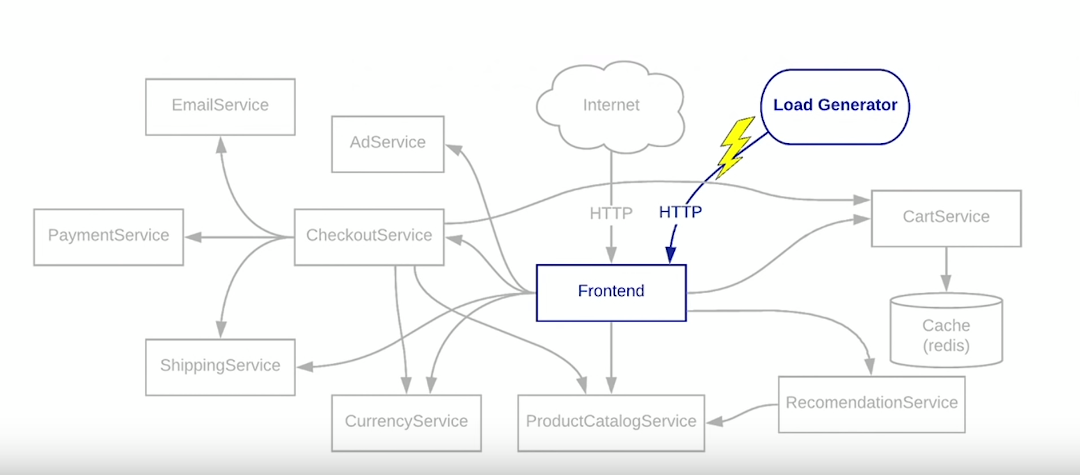 Internet
Load Generator
EmailService
AdService
HTTP
HTTP
PaymentService
CheckoutService
CartService
Frontend
Cache
(redis)
ShippingService
CurrencyService
ProductCatalogService
RecomendationService